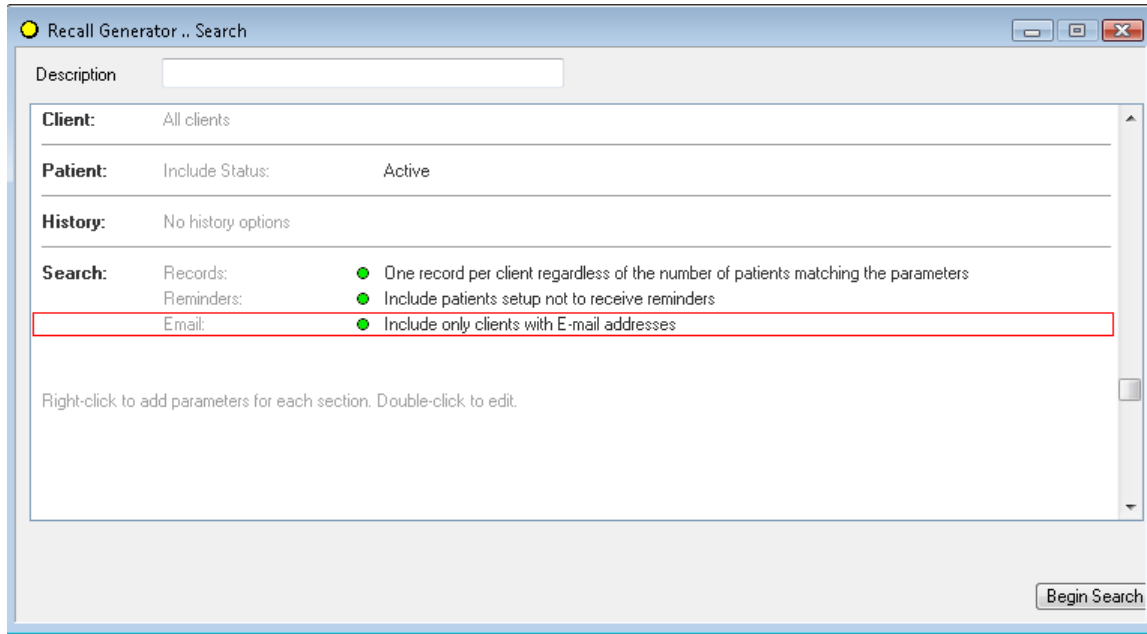 Recall Generator .. Search
Description
Client: All clients
Patient: Include Status: Active
History: No history options
Search: Records: One record per client regardless of the number of patients matching the parameters
Reminders: Include patients setup not to receive reminders
Email: Include only clients with E-mail addresses
Right-click to add parameters for each section. Double-click to edit.
Begin Search